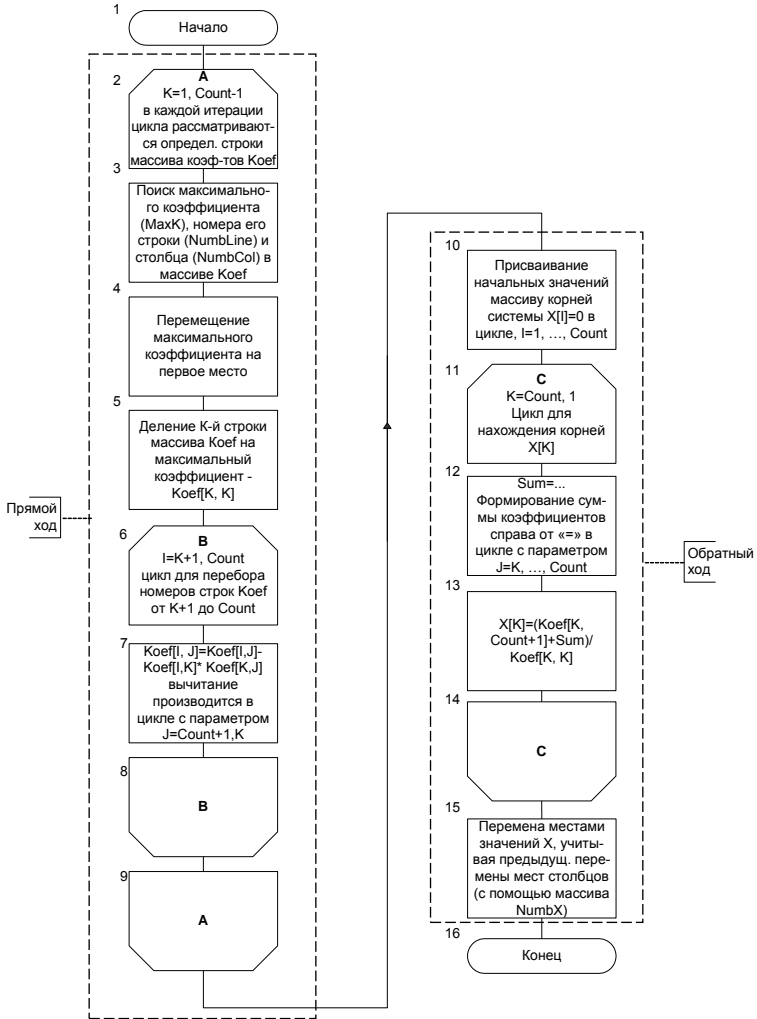 1
Начало
2
A
K=1, Count-1
в каждой итерации
цикла рассматривают-
ся определ. строки
массива коэф-тов Koef
3
Поиск максимально-
го коэффициента
(MaxK), номера его
строки (NumbLine) и
столбца (NumbCol) в
массиве Koef
4
Перемещение
максимального
коэффициента на
первое место
5
Деление К-й строки
массива Koef на
максимальный
коэффициент -
Koef[K, K]
Прямой
ход
6
B
I=K+1, Count
цикл для перебора
номеров строк Koef
от K+1 до Count
7
Koef[I, J]=Koef[I,J]-
Koef[I,K]* Koef[K,J]
вычитание
производится в
цикле с параметром
J=Count+1,K
8
B
9
A
10
Присваивание
начальных значений
массиву корней
системы X[I]=0 в
цикле, I=1, …, Count
11
C
K=Count, 1
Цикл для
нахождения корней
X[K]
12
Sum=...
Формирование сум-
мы коэффициентов
справа от «=» в
цикле с параметром
J=K, …, Count
Обратный
ход
13
X[K]=(Koef[K,
Count+1]+Sum)/
Koef[K, K]
14
C
15
Перемена местами
значений X, учиты-
вая предыдущ. пере-
мены мест столбцов
(с помощью массива
NumbX)
16
Конец